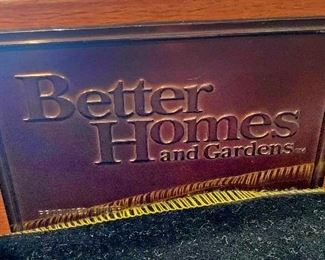 Better
Homes
and Gardens